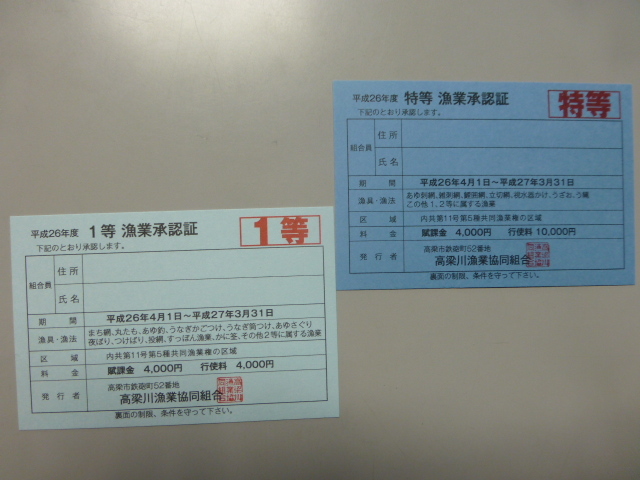 平成26年度 特等 漁業承認証 特等
下記のとおり承認します。
組合員 住所
氏名
期間 平成26年4月1日～平成27年3月31日
漁具・漁法 あゆ刺網、雑刺網、建網、立切網、
この他1、2等に属する漁業
区域 内共第11号第5種共同漁業権の区域
料金 賦課金 4,000円 行使料 10,000円
発行者 高梁市鉄砲町52番地
高梁川漁業協同組合
裏面の制限、条件を守って下さい。
平成26年度 1等 漁業承認証 1等
下記のとおり承認します。
組合員 住所
氏名
期間 平成26年4月1日～平成27年3月31日
漁具・漁法 まち網、丸たも、あゆ釣、うなぎかごつけ、うなぎ筒つけ、あゆさぐり
夜ばり、つけばり、投網、すっぽん漁業、かに釜、その他2等に属する漁業
区域 内共第11号第5種共同漁業権の区域
料金 賦課金 4,000円 行使料 4,000円
発行者 高梁市鉄砲町52番地
高梁川漁業協同組合
裏面の制限、条件を守って下さい。